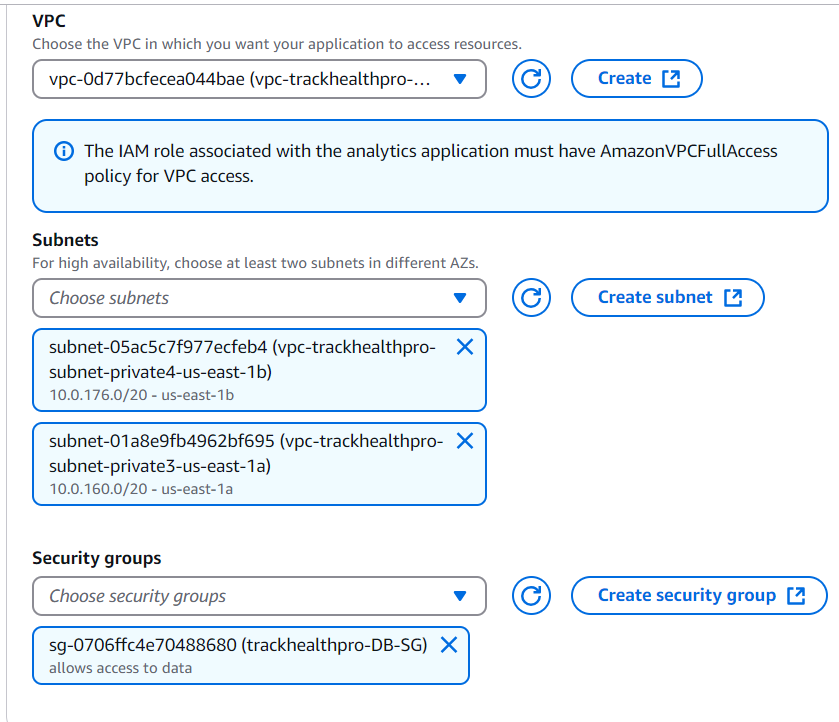 VPC
Choose the VPC in which you want your application to access resources.
vpc-0d77bcfecea044bae (vpc-trackhealthpro-...
Create
The IAM role associated with the analytics application must have AmazonVPCFullAccess
policy for VPC access.
Subnets
For high availability, choose at least two subnets in different AZs.
Choose subnets
Create subnet
subnet-05ac5c7f977ecfeb4 (vpc-trackhealthpro-
subnet-private4-us-east-1b)
10.0.176.0/20 - us-east-1b
subnet-01a8e9fb4962bf695 (vpc-trackhealthpro-
subnet-private3-us-east-1a)
10.0.160.0/20 - us-east-1a
Security groups
Choose security groups
Create security group
sg-0706ffc4e70488680 (trackhealthpro-DB-SG)
allows access to data